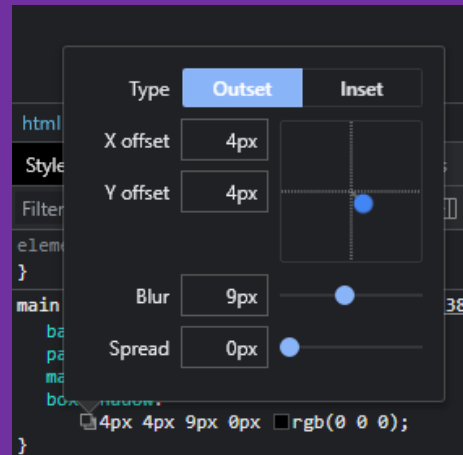 Type Outset Inset
html
X offset 4px
Style
Y offset 4px
Filter
eleme
}
main
Blur 9px
38
ba
pa
Spread 0px
ma
box-shadow:
4px 4px 9px 0px rgb(0 0 0);
}